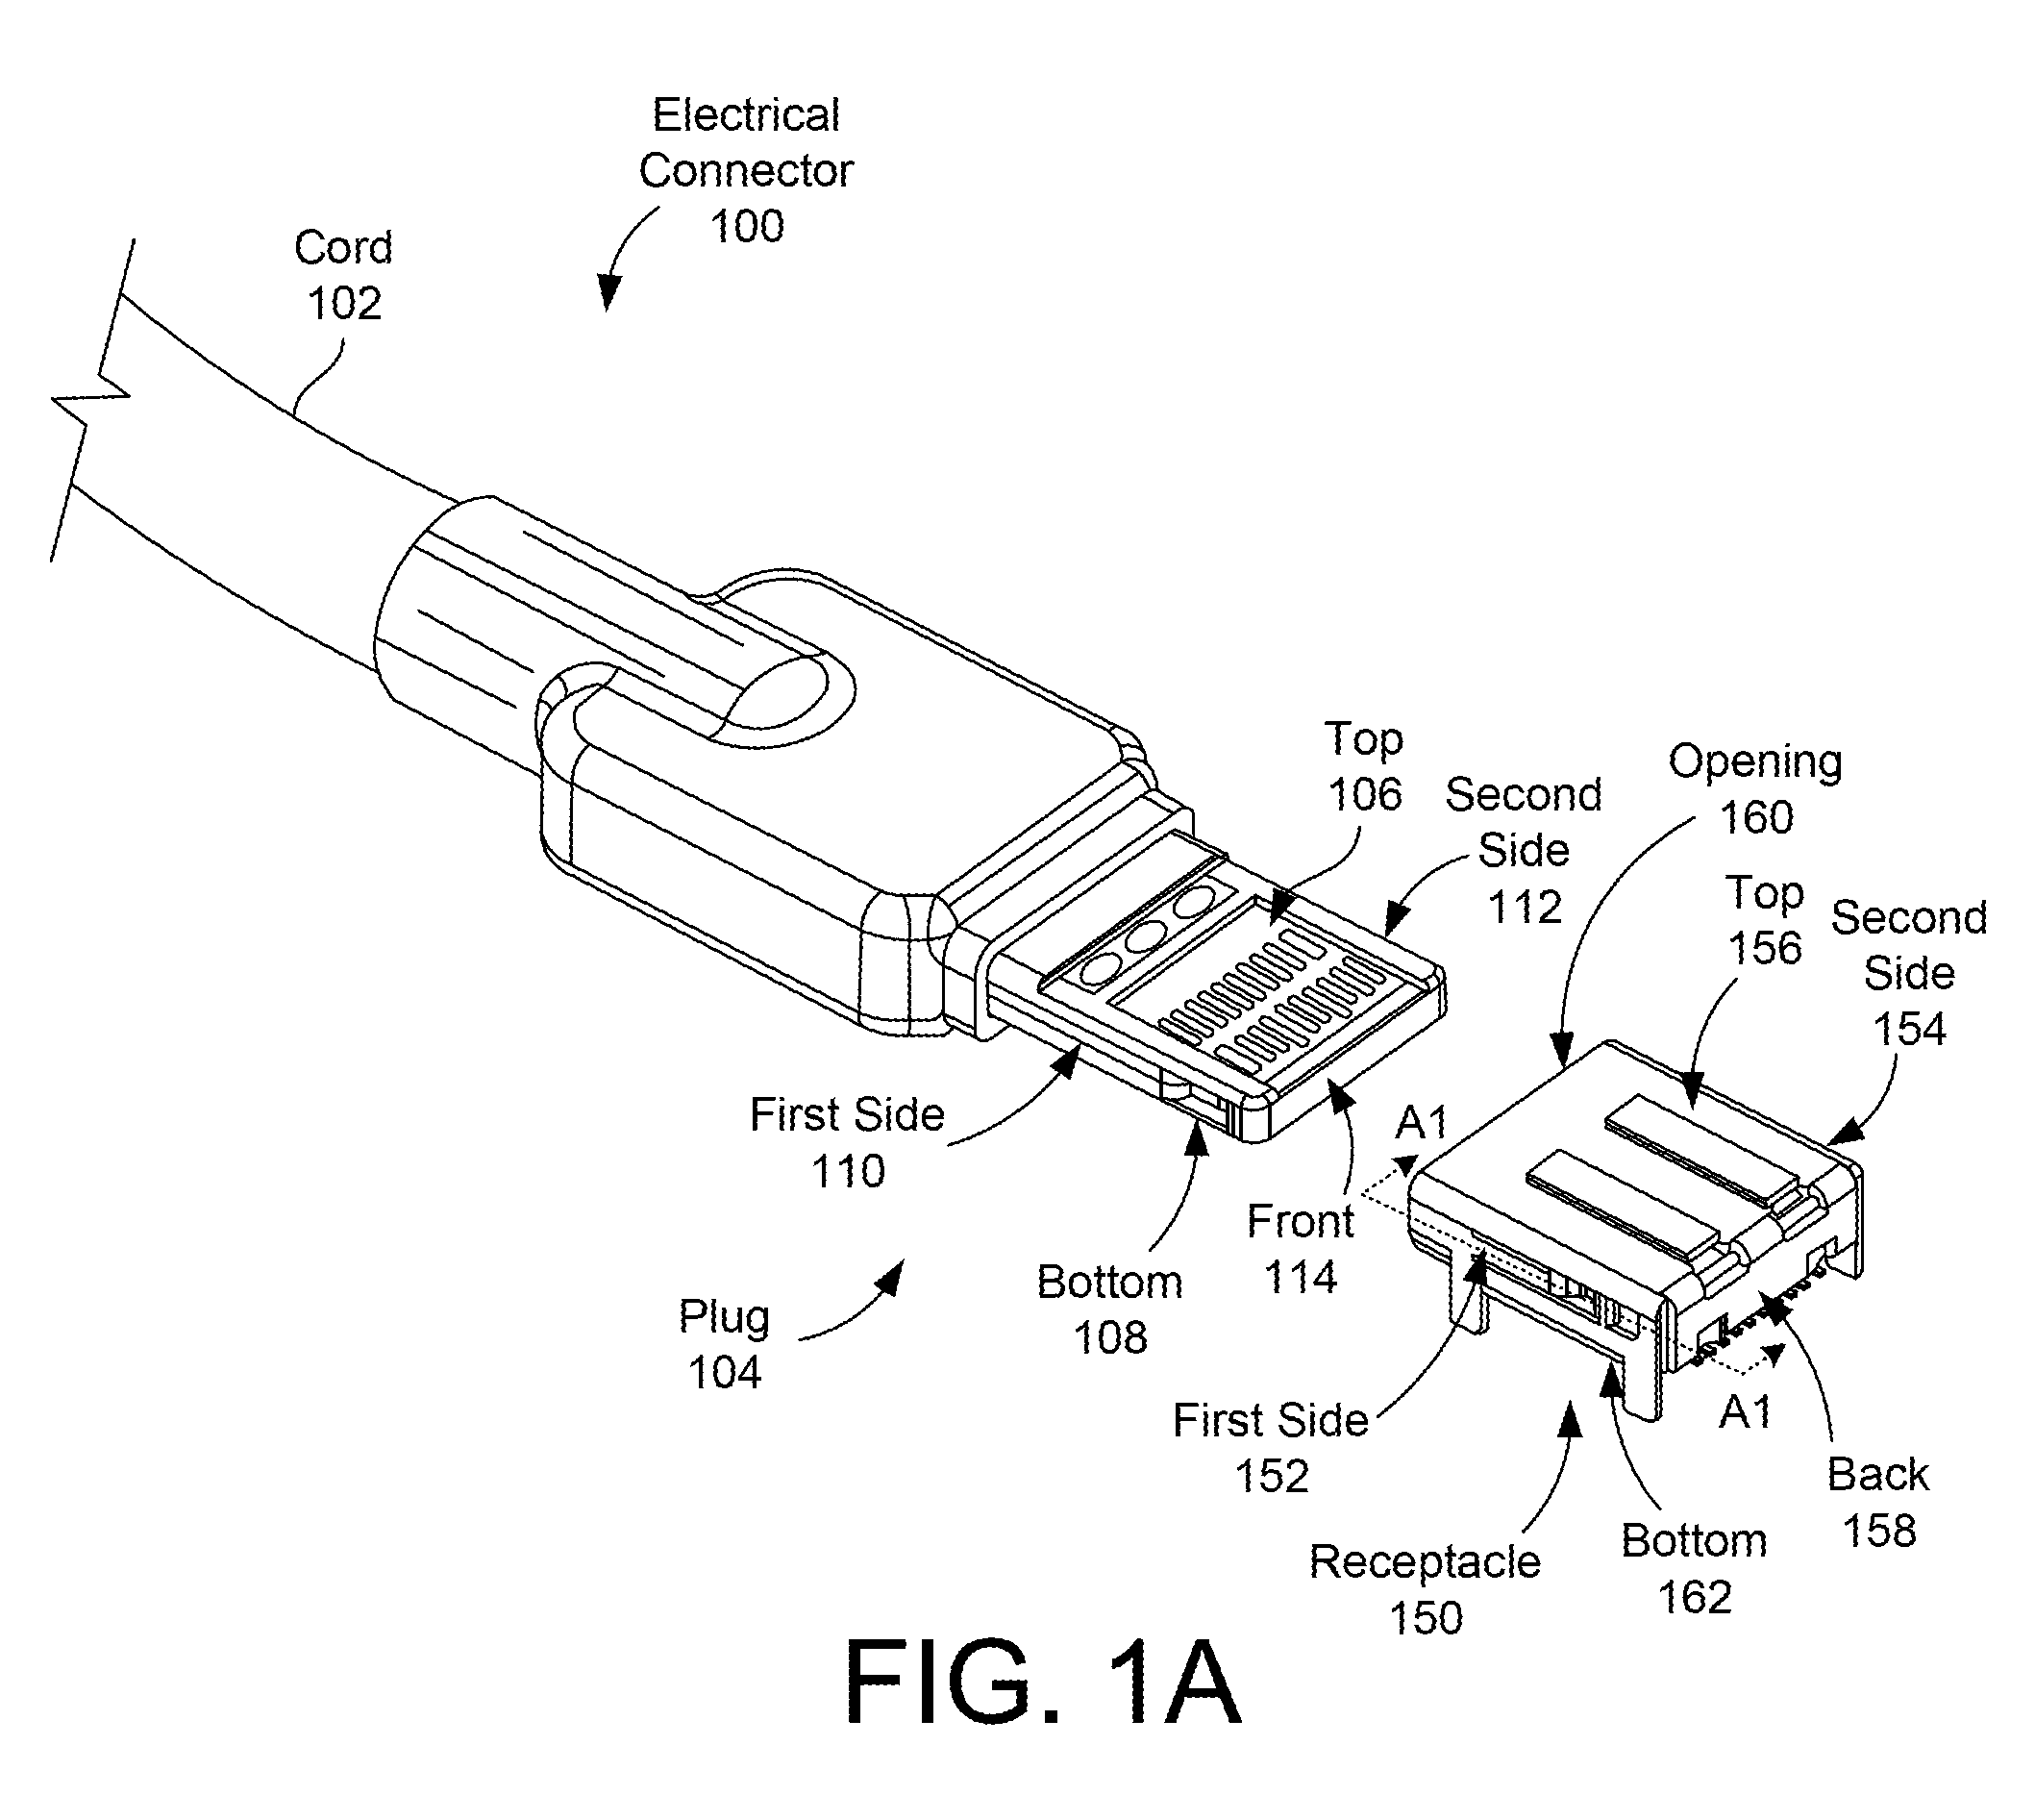 Electrical
Connector
100
Cord
102
Top
106
Second
Side
112
Opening
160
Top
156
Second
Side
154
First Side
110
A1
Front
114
Bottom
108
Plug
104
First Side
152
A1
Back
158
Receptacle
150
Bottom
162
FIG. 1A